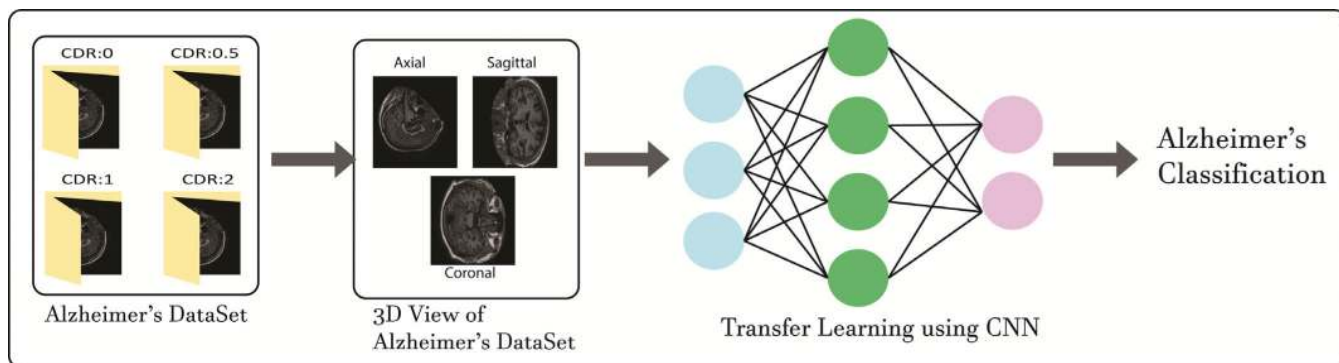 CDR:0
CDR:0.5
CDR:1
CDR:2
Alzheimer's DataSet
Axial
Sagittal
Coronal
3D View of
Alzheimer's DataSet
Transfer Learning using CNN
Alzheimer's
Classification